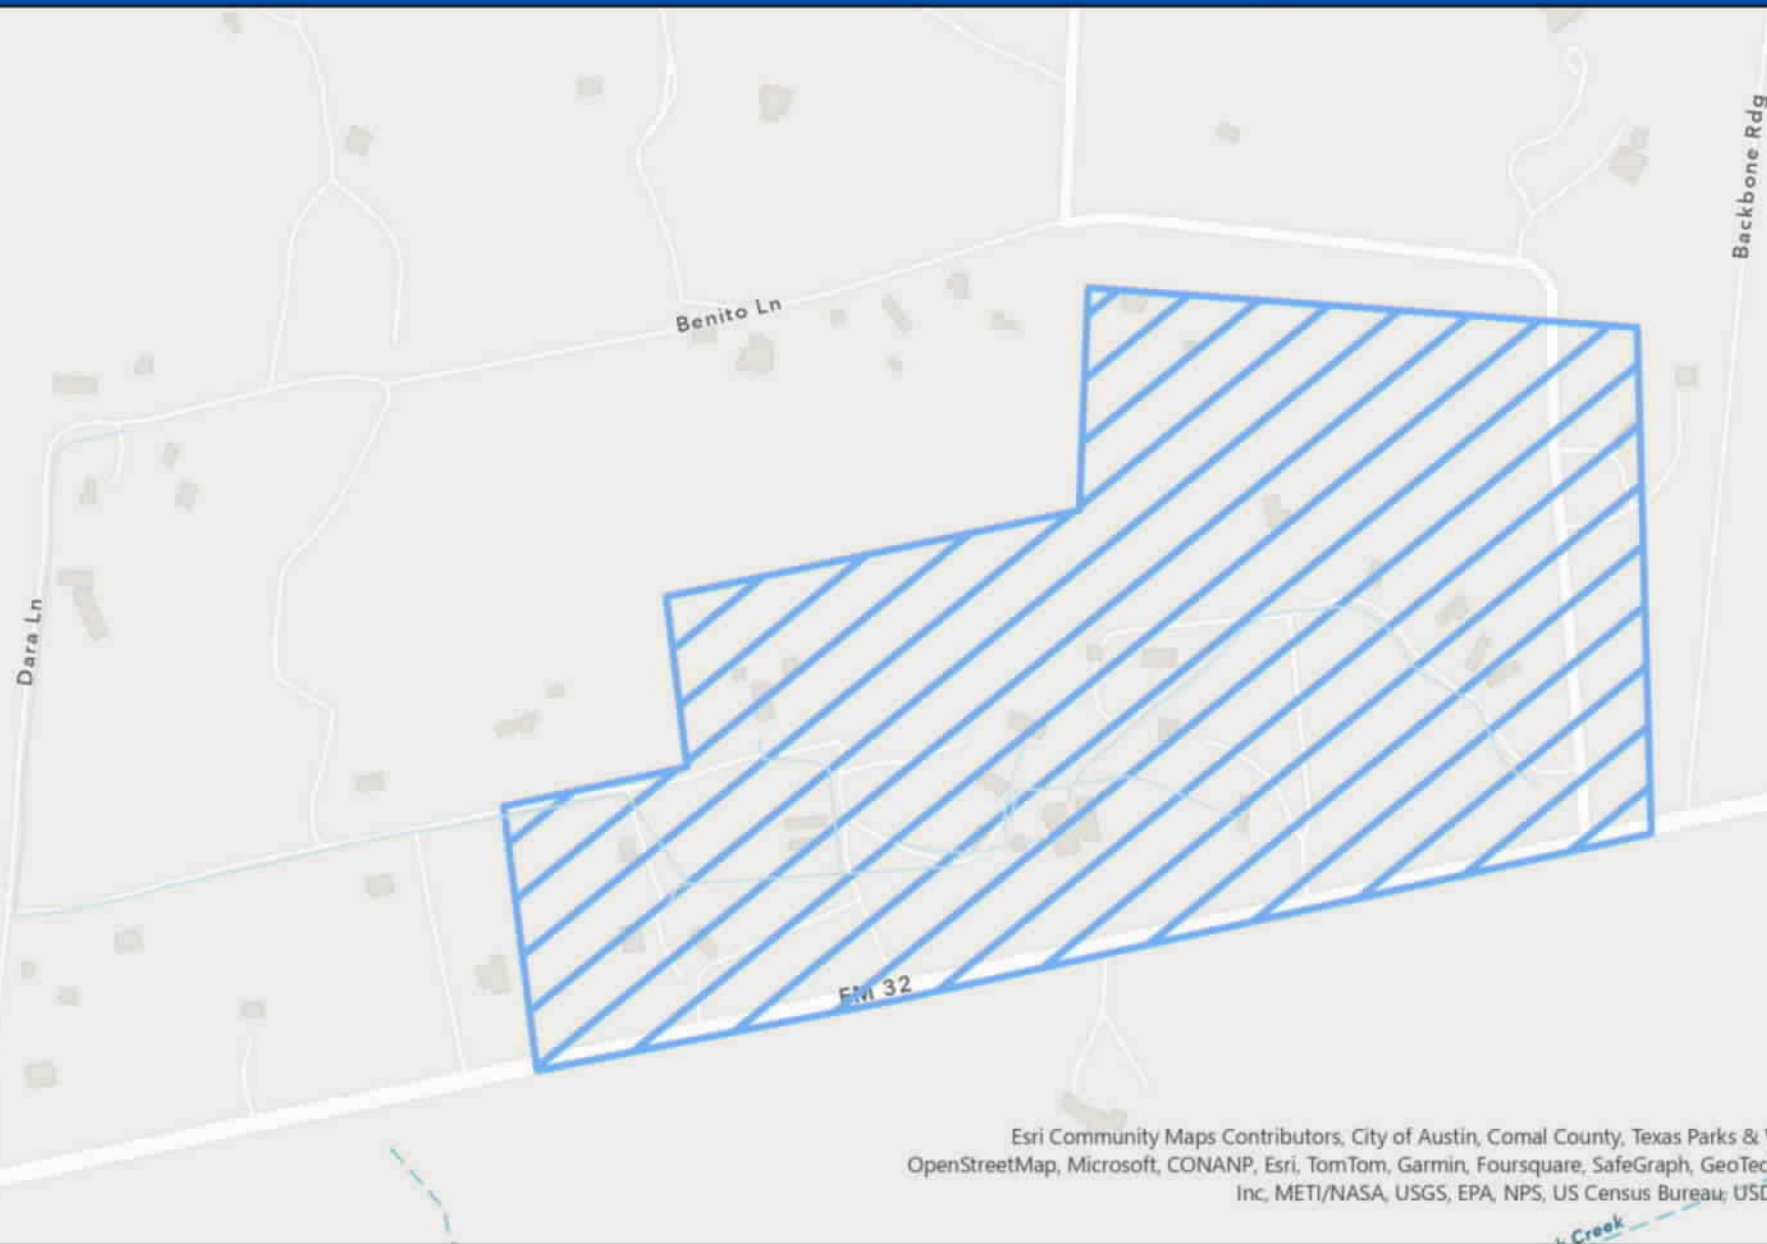 Backbone Rdg
Benito Ln
Dara Ln
FM 32
Esri Community Maps Contributors, City of Austin, Comal County, Texas Parks &
OpenStreetMap, Microsoft, CONANP, Esri, TomTom, Garmin, Foursquare, SafeGraph, GeoTec
Inc, METI/NASA, USGS, EPA, NPS, US Census Bureau, USD
Creek